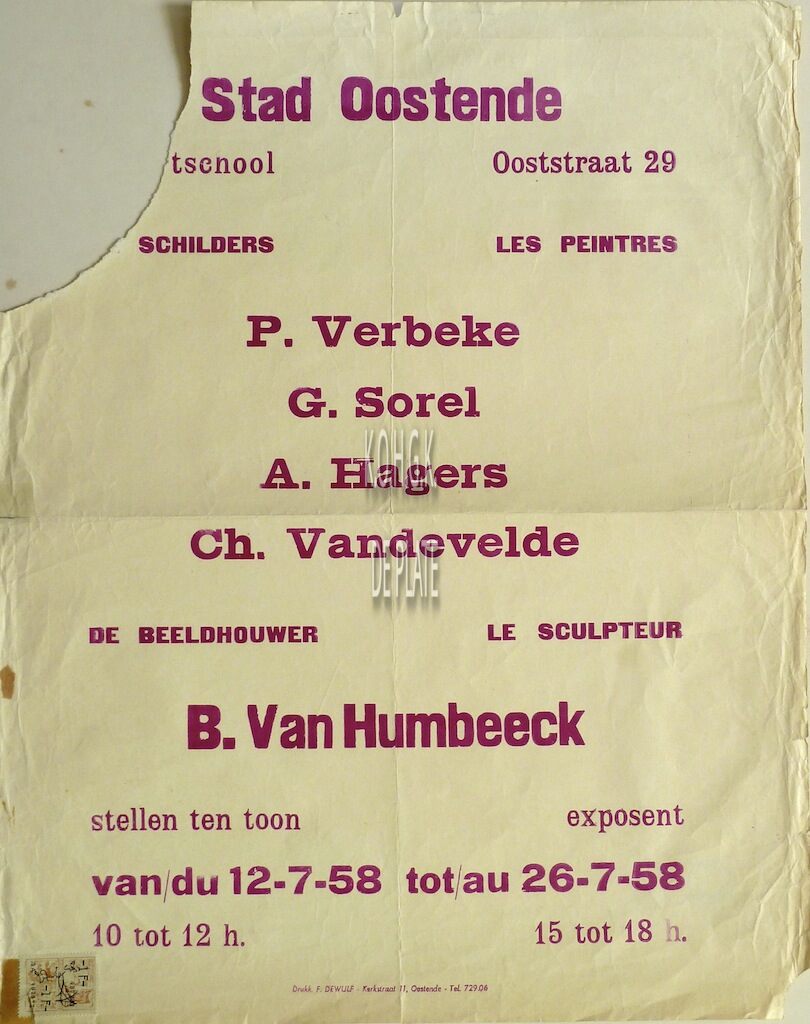 Stad Oostende
Ooststraat 29
SCHILDERS LES PEINTRES
P. Verbeke
G. Sorel
A. Hagers
Ch. Vandevelde
K.O.H.G.K.
DE PLATE
DE BEELDHOUWER LE SCULPTEUR
B. Van Humbeeck
stellen ten toon exposent
van/du 12-7-58 tot/au 26-7-58
10 tot 12 h. 15 tot 18 h.
Drukk. F. DEWULF - Kerkstraat 11, Oostende - Tel. 729.06